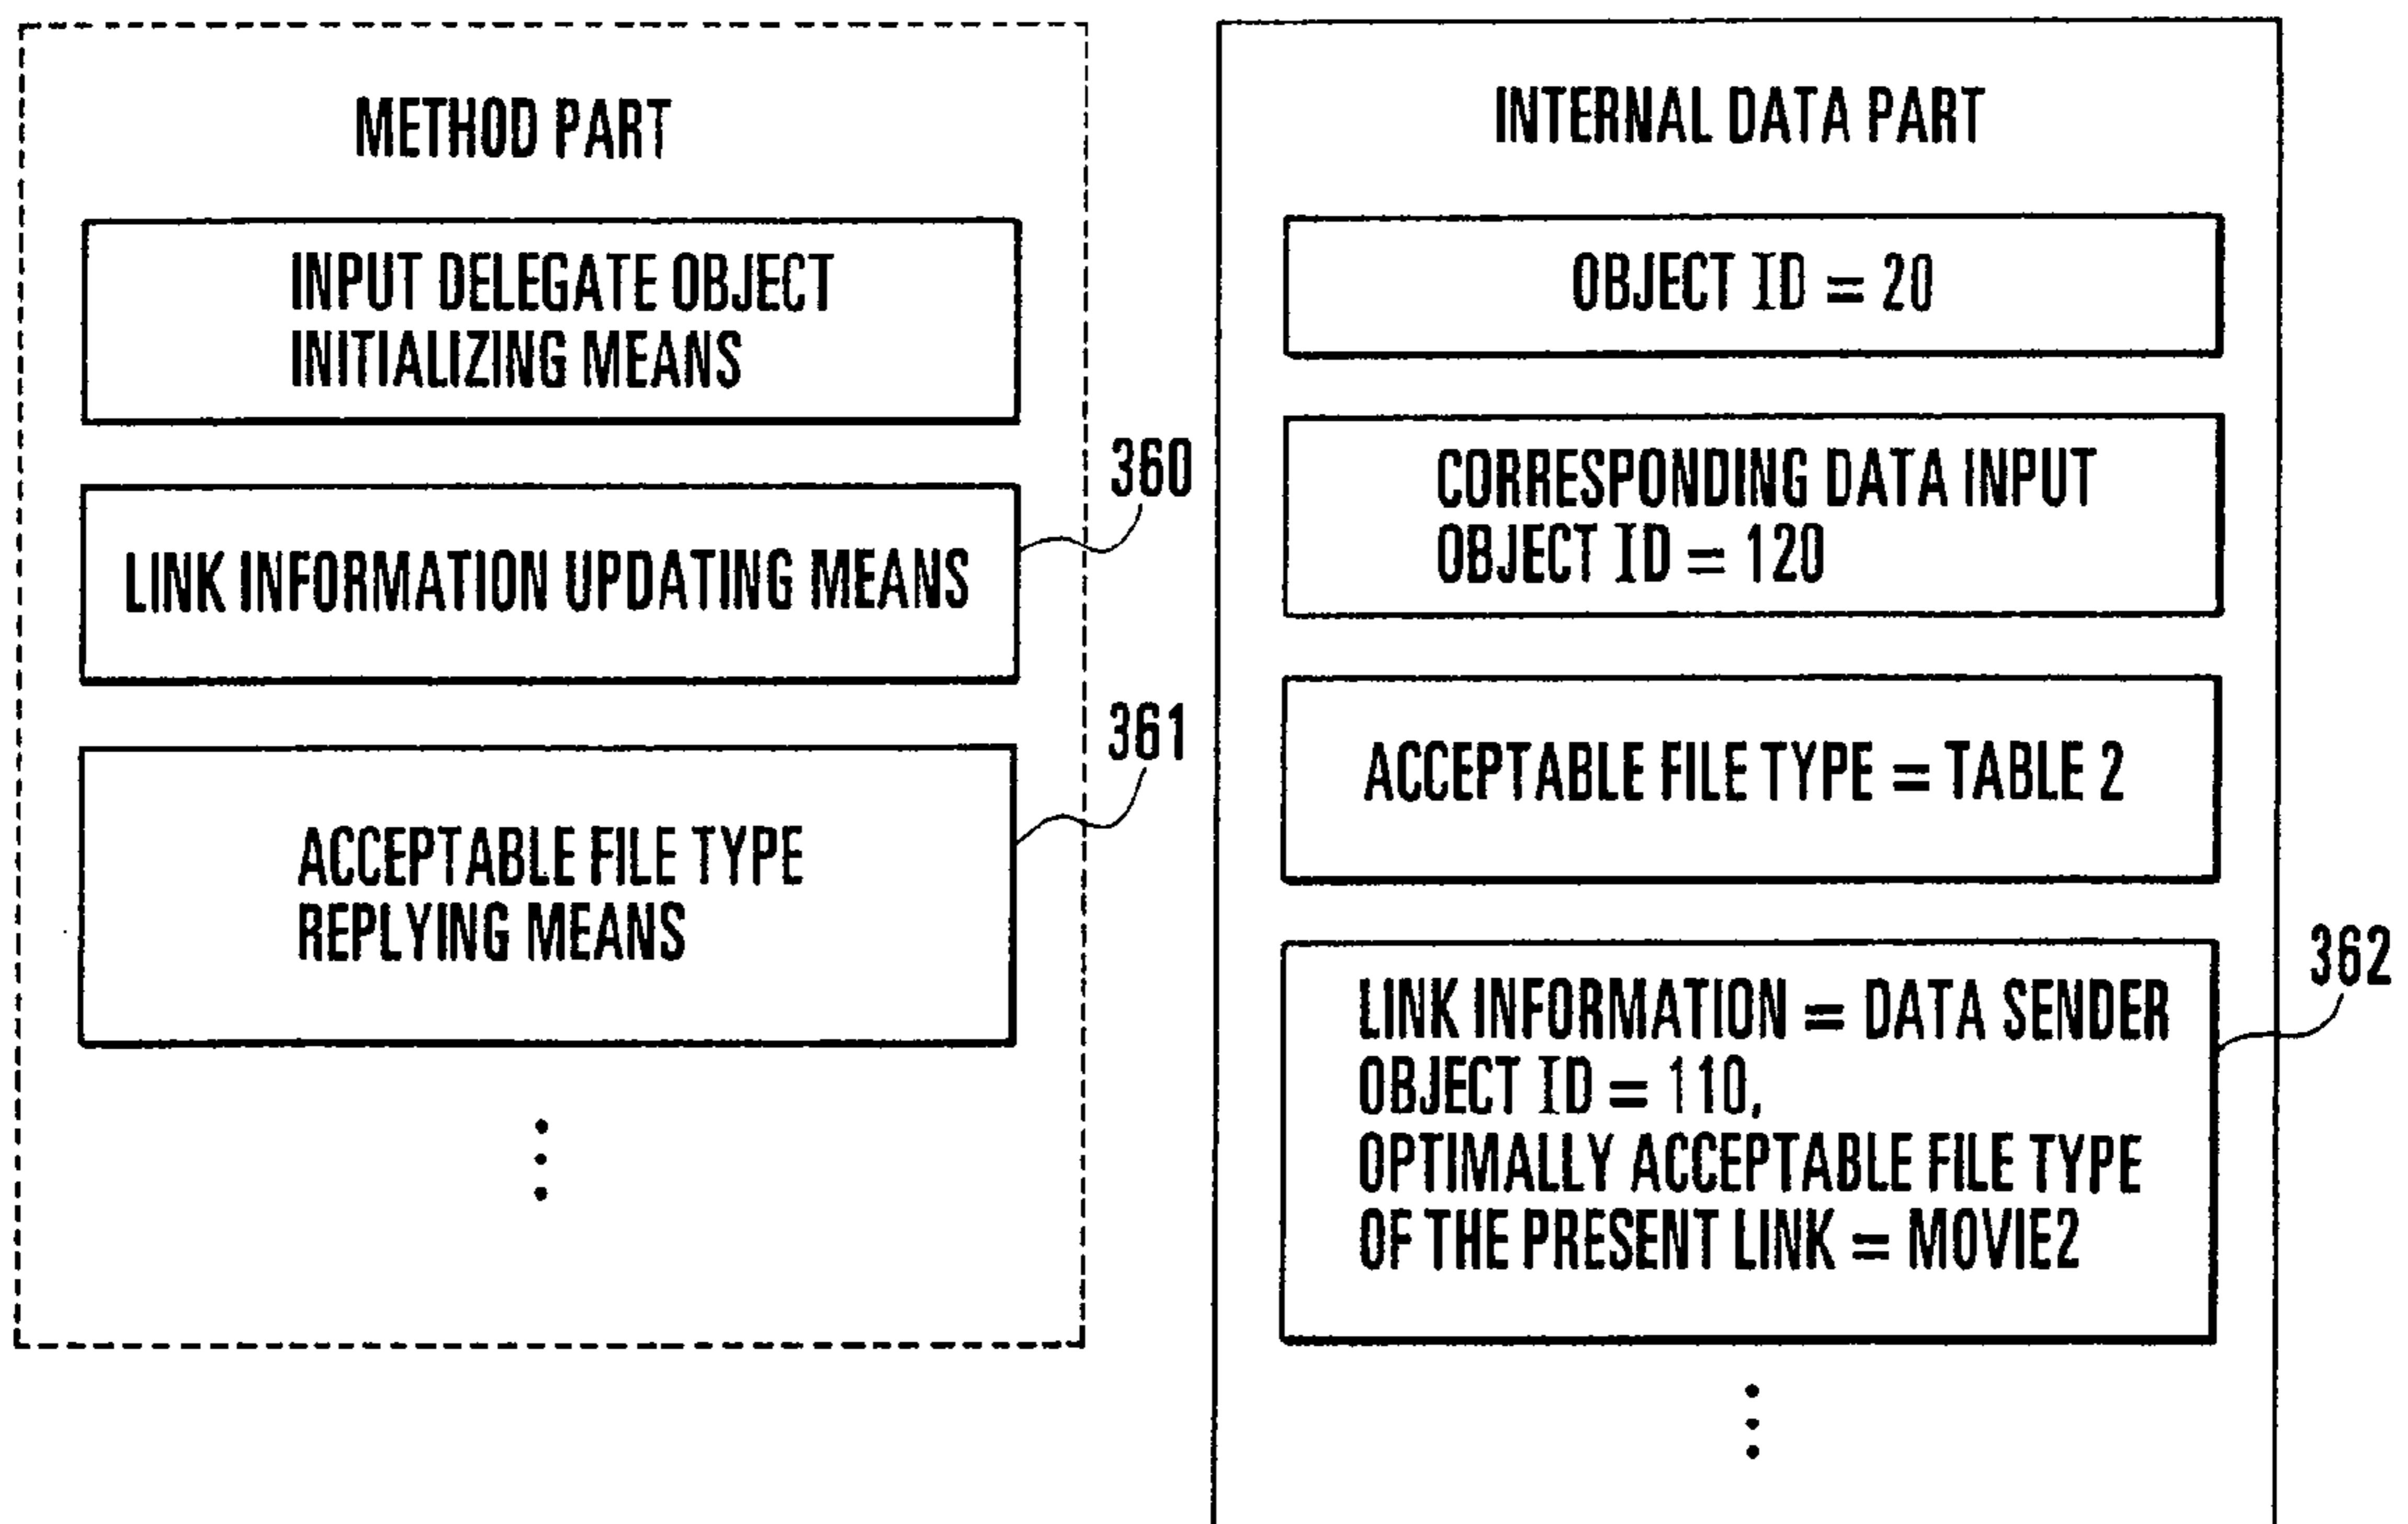 METHOD PART
INPUT DELEGATE OBJECT
INITIALIZING MEANS
360
LINK INFORMATION UPDATING MEANS
361
ACCEPTABLE FILE TYPE
REPLYING MEANS
INTERNAL DATA PART
OBJECT ID = 20
CORRESPONDING DATA INPUT
OBJECT ID = 120
ACCEPTABLE FILE TYPE = TABLE 2
362
LINK INFORMATION = DATA SENDER
OBJECT ID = 110,
OPTIMALLY ACCEPTABLE FILE TYPE
OF THE PRESENT LINK = MOVIE2